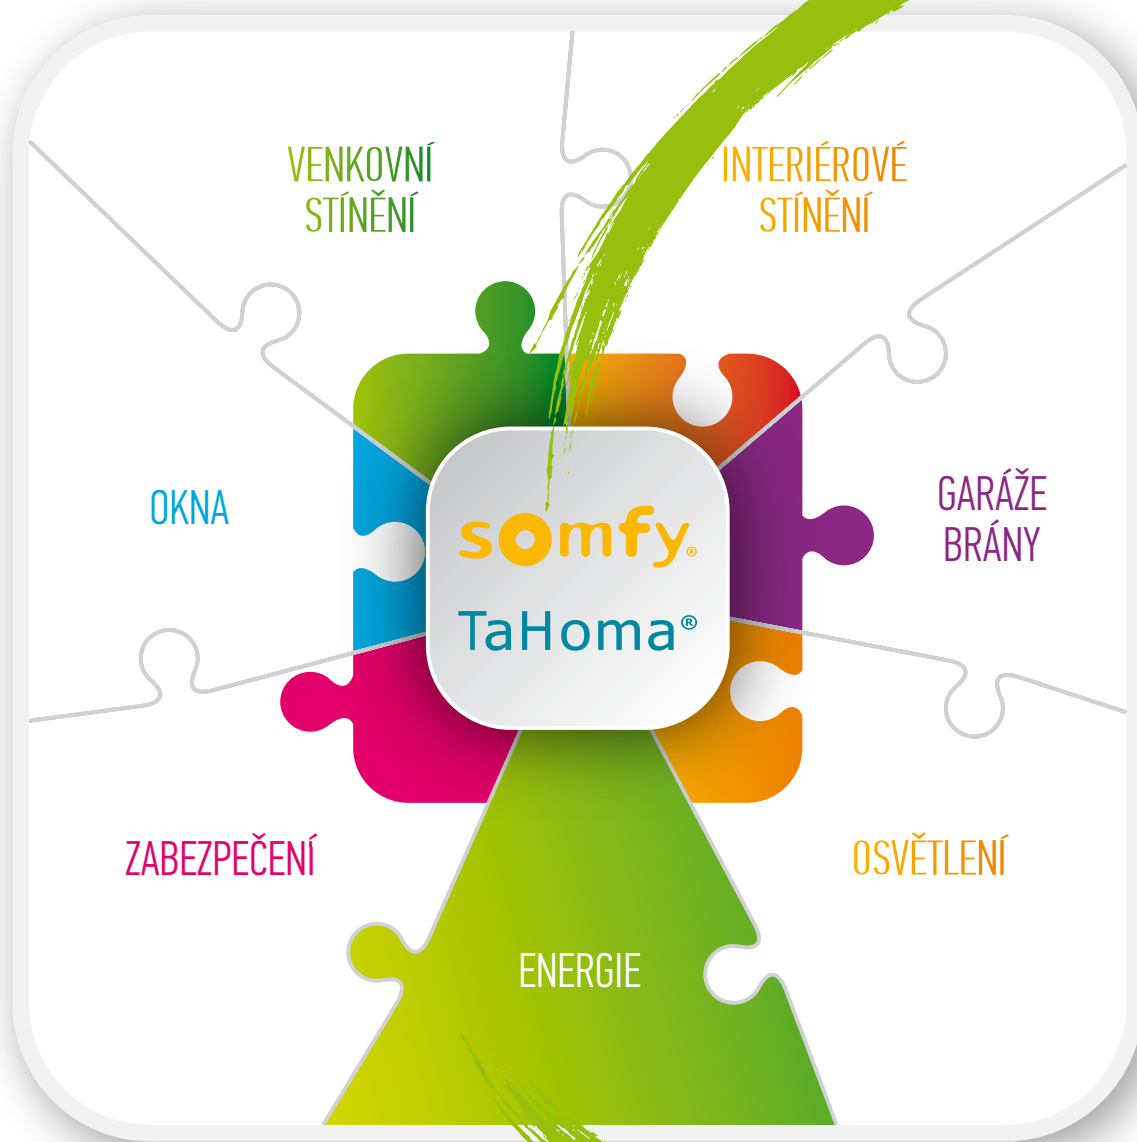 VENKOVNÍ
STÍNĚNÍ
INTERIÉROVÉ
STÍNĚNÍ
OKNA
GARÁŽE
BRÁNY
somfy®
TaHoma®
ZABEZPEČENÍ
OSVĚTLENÍ
ENERGIE